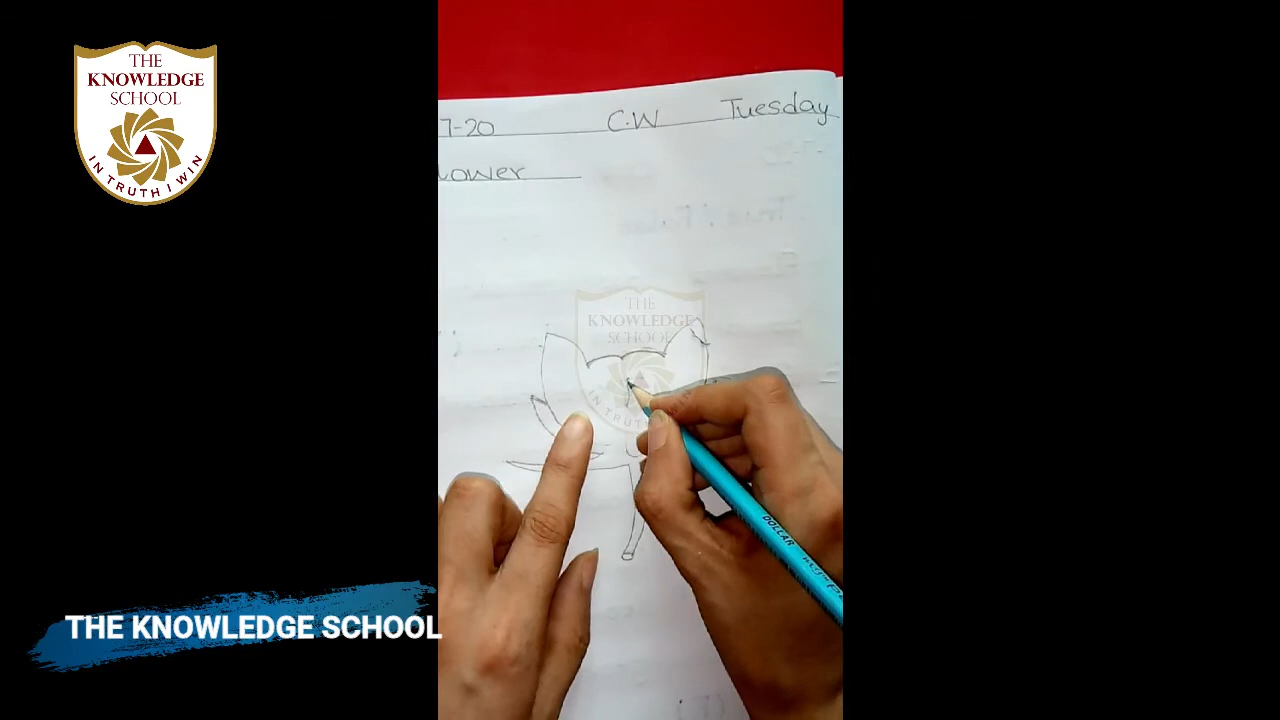 THE
KNOWLEDGE
SCHOOL
IN TRUTH I WIN
7-20 C.W Tuesday
lower
THE
KNOWLEDGE
SCHOOL
DOLLAR
THE KNOWLEDGE SCHOOL